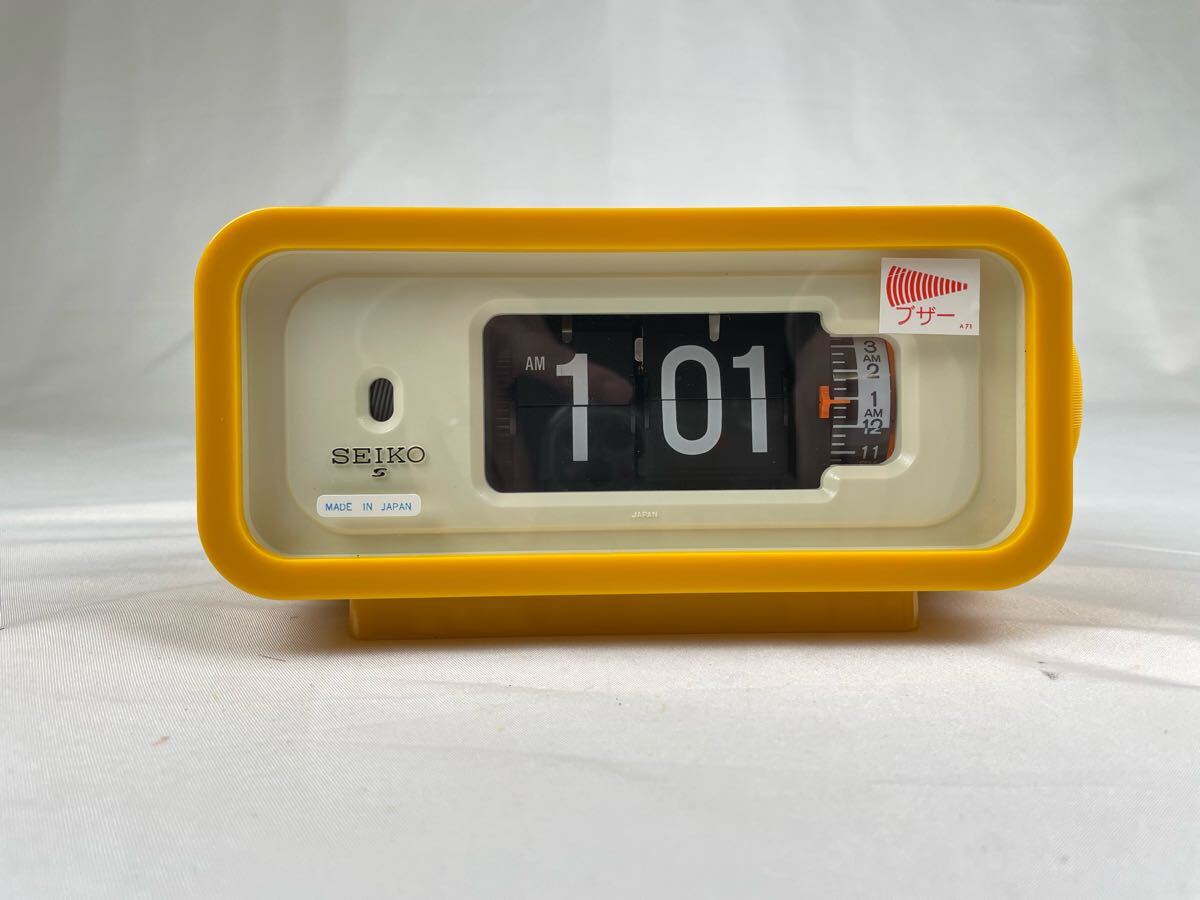 ブザー
A71
AM 1 01
3
AM
2
1
AM
12
11
SEIKO
S
MADE IN JAPAN
JAPAN